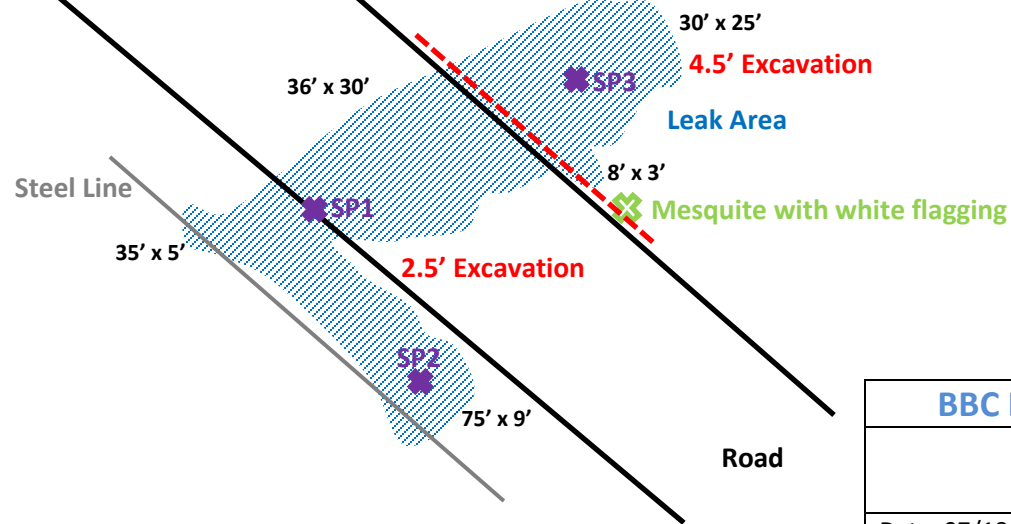 30’ x 25’
4.5’ Excavation
36’ x 30’
SP3
Leak Area
8’ x 3’
Steel Line
SP1
Mesquite with white flagging
35’ x 5’
2.5’ Excavation
SP2
75’ x 9’
BBC
Road